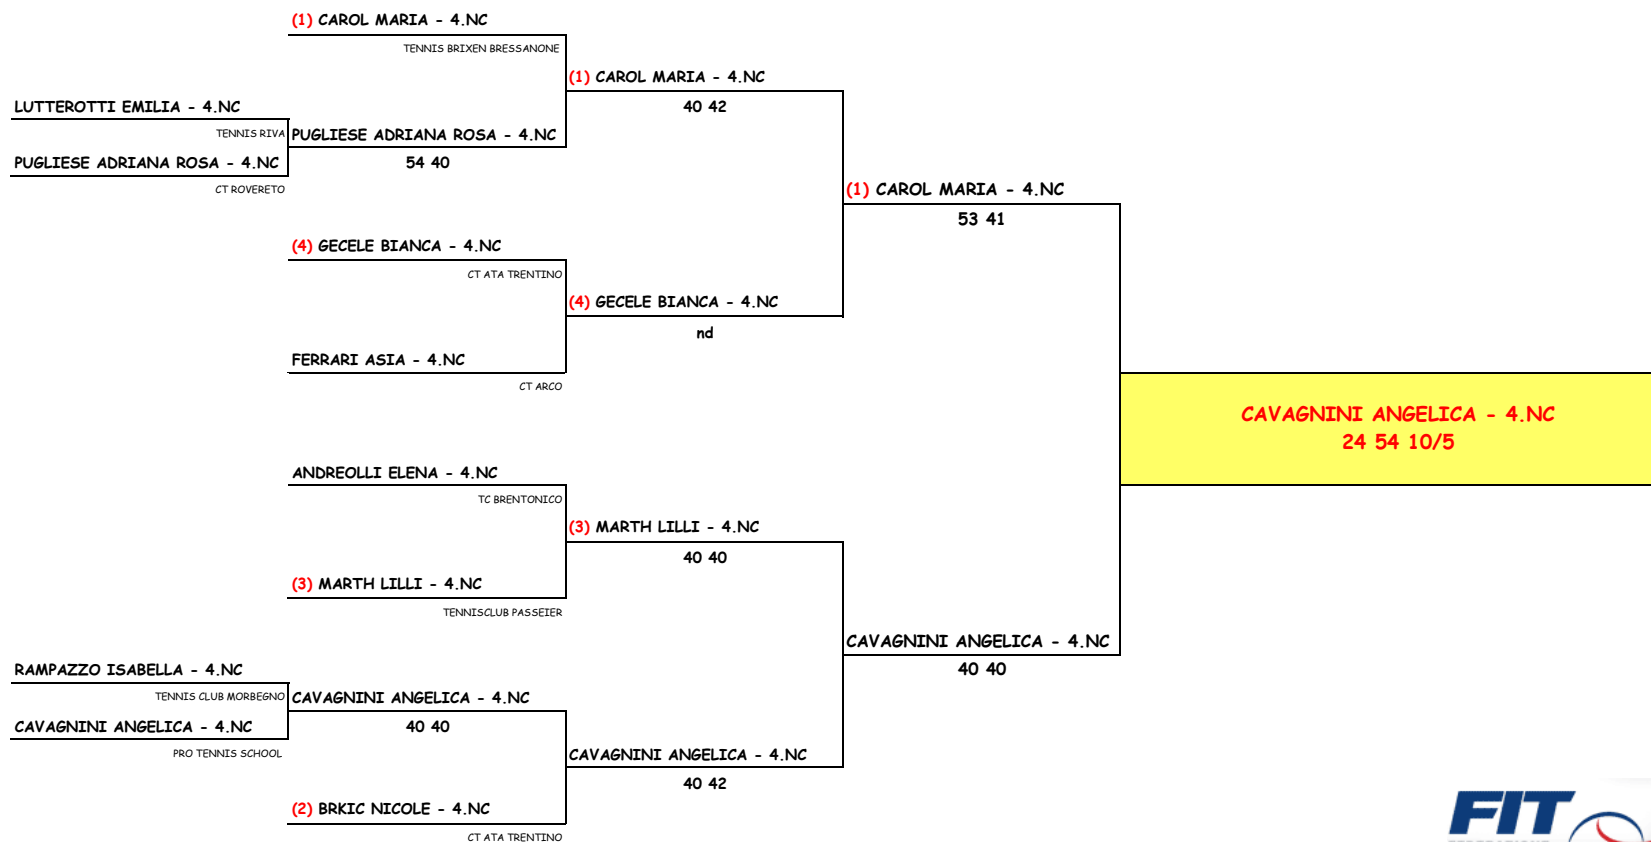 (1) CAROL MARIA - 4.NC
TENNIS BRIXEN BRESSANONE
(1) CAROL MARIA - 4.NC
40 42
LUTTEROTTI EMILIA - 4.NC
TENNIS RIVA
PUGLIESE ADRIANA ROSA - 4.NC
54 40
PUGLIESE ADRIANA ROSA - 4.NC
CT ROVERETO
(1) CAROL MARIA - 4.NC
53 41
(4) GECELE BIANCA - 4.NC
CT ATA TRENTINO
(4) GECELE BIANCA - 4.NC
nd
FERRARI ASIA - 4.NC
CT ARCO
CAVAGNINI ANGELICA - 4.NC
24 54 10/5
ANDREOLLI ELENA - 4.NC
TC BRENTONICO
(3) MARTH LILLI - 4.NC
40 40
(3) MARTH LILLI - 4.NC
TENNISCLUB PASSEIER
CAVAGNINI ANGELICA - 4.NC
40 40
RAMPAZZO ISABELLA - 4.NC
TENNIS CLUB MORBEGNO
CAVAGNINI ANGELICA - 4.NC
40 40
CAVAGNINI ANGELICA - 4.NC
PRO TENNIS SCHOOL
CAVAGNINI ANGELICA - 4.NC
40 42
(2) BRKIC NICOLE - 4.NC
CT ATA TRENTINO
FIT